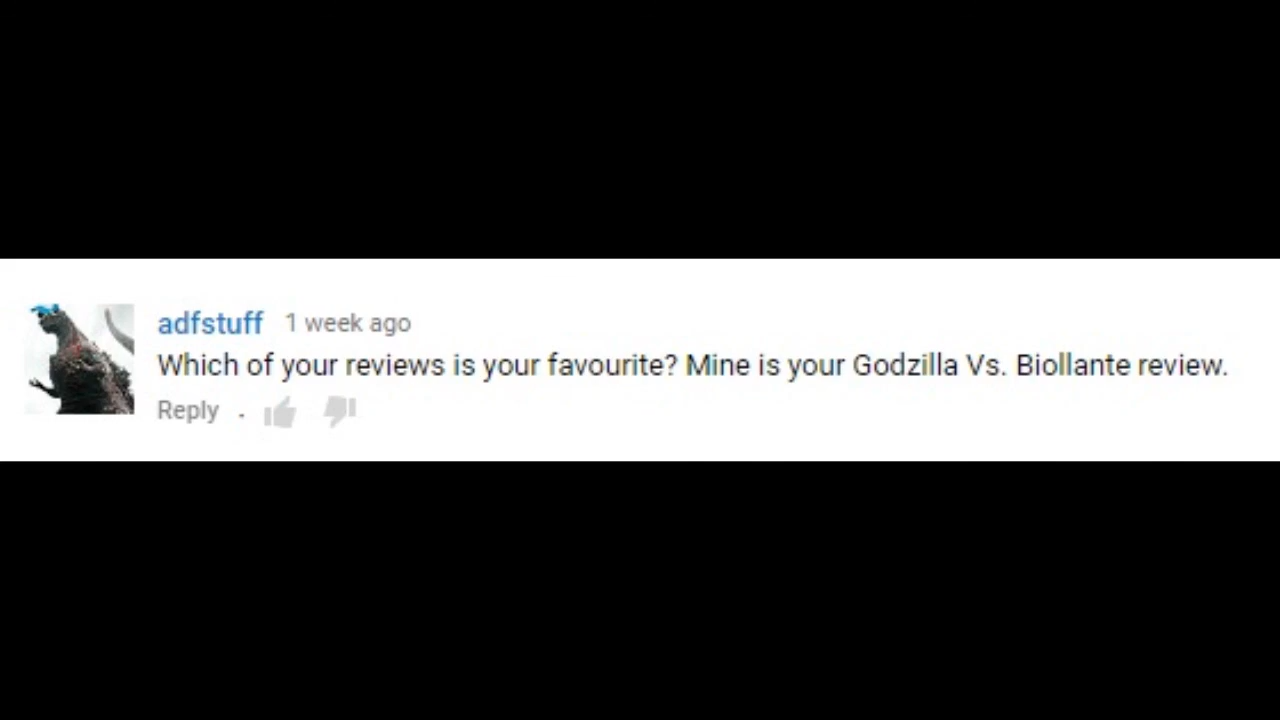 adfstuff 1 week ago
Which of your reviews is your favourite? Mine is your Godzilla Vs. Biollante review.
Reply .